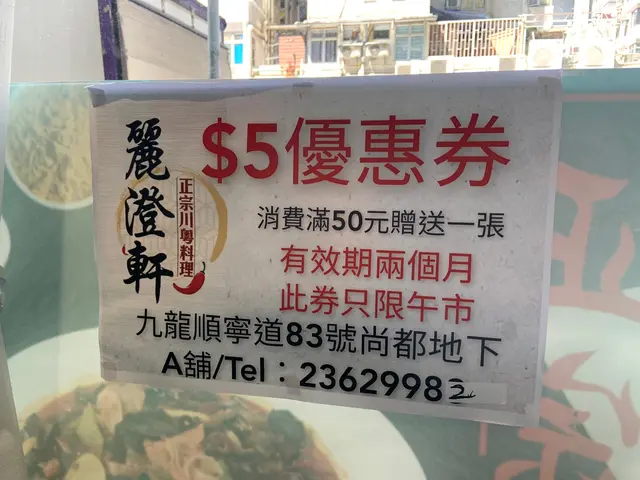 麗澄軒
正宗川粵料理
$5優惠券
消費滿50元贈送一張
有效期兩個月
此券只限午市
九龍順寧道83號尚都地下
A舖/Tel：23629982